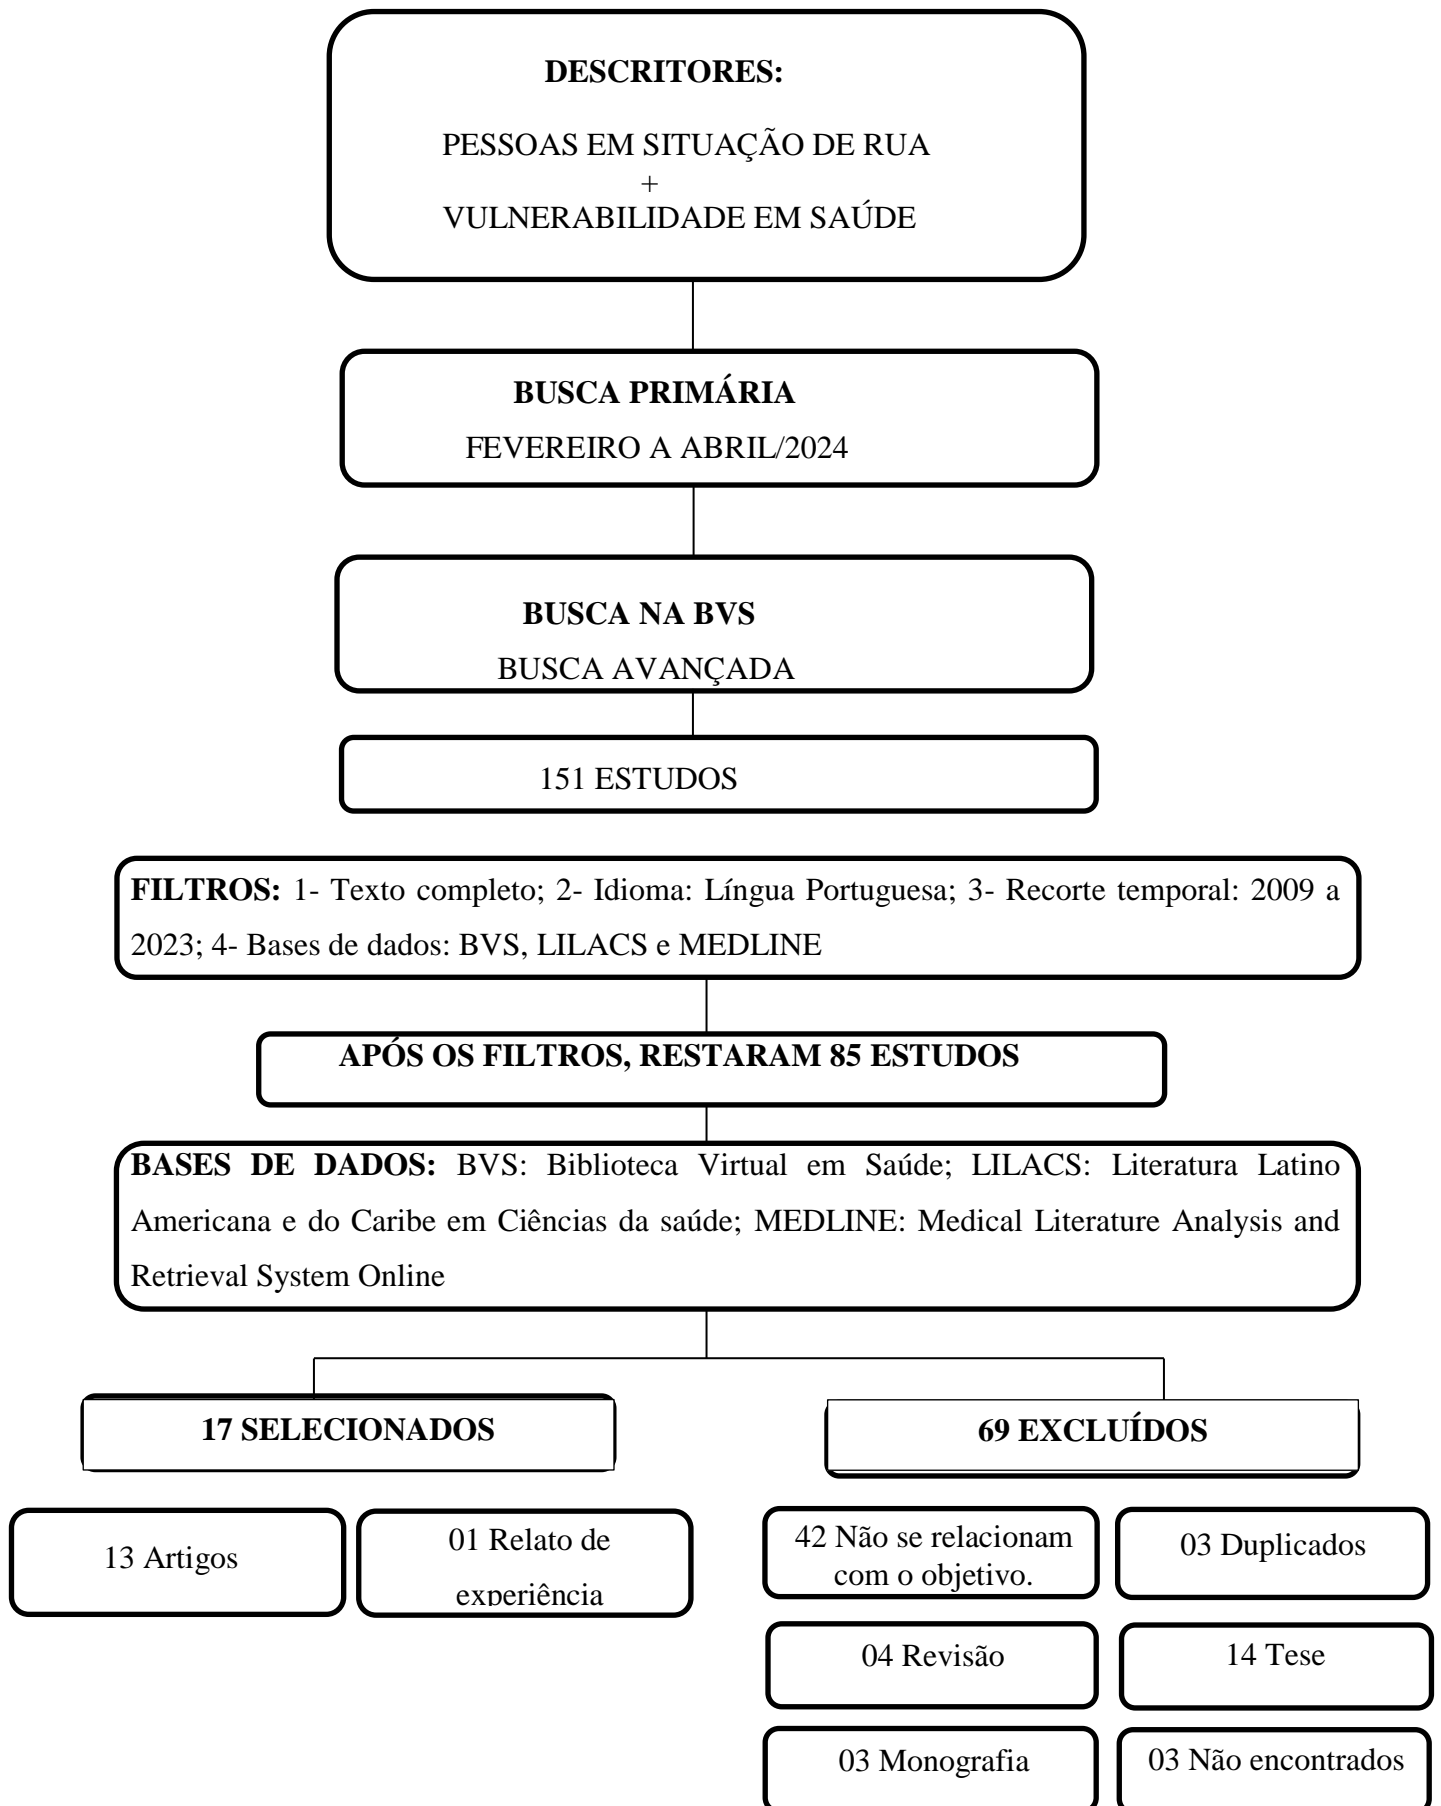 DESCRITORES:
PESSOAS EM SITUAÇÃO DE RUA
+
VULNERABILIDADE EM SAÚDE
BUSCA PRIMÁRIA
FEVEREIRO A ABRIL/2024
BUSCA NA BVS
BUSCA AVANÇADA
151 ESTUDOS
FILTROS: 1- Texto completo; 2- Idioma: Língua Portuguesa; 3- Recorte temporal: 2009 a
2023; 4- Bases de dados: BVS, LILACS e MEDLINE
APÓS OS FILTROS, RESTARAM 85 ESTUDOS
BASES DE DADOS: BVS: Biblioteca Virtual em Saúde; LILACS: Literatura Latino
Americana e do Caribe em Ciências da saúde; MEDLINE: Medical Literature Analysis and
Retrieval System Online
17 SELECIONADOS
69 EXCLUÍDOS
13 Artigos
01 Relato de
experiência
42 Não se relacionam
com o objetivo.
03 Duplicados
04 Revisão
14 Tese
03 Monografia
03 Não encontrados